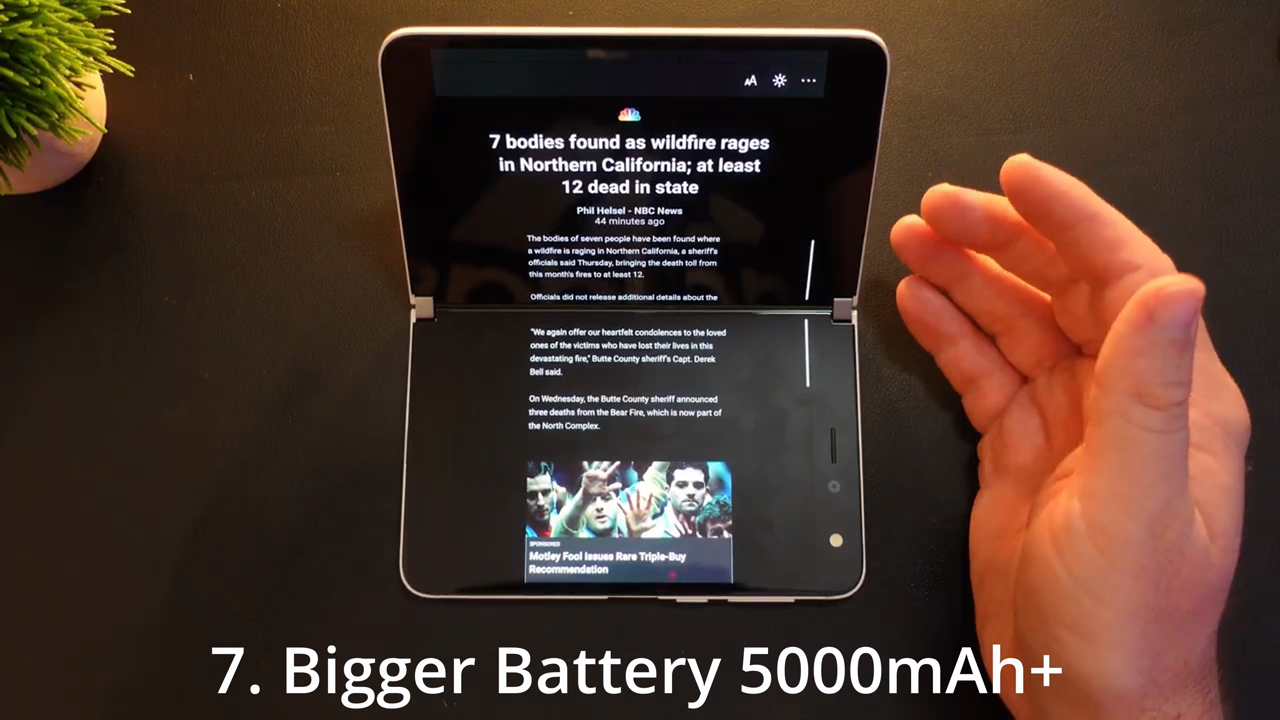 AA
7 bodies found as wildfire rages
in Northern California; at least
12 dead in state
Phil Helsel - NBC News
44 minutes ago
The bodies of seven people have been found where
a wildfire is raging in Northern California, a sheriff's
officials said Thursday, bringing the death toll from
this month's fires to at least 12.
Officials did not release additional details about the
"We again offer our heartfelt condolences to the loved
ones of the victims who have lost their lives in this
devastating fire," Butte County sheriff's Capt. Derek
Bell said.
On Wednesday, the Butte County sheriff announced
three deaths from the Bear Fire, which is now part of
the North Complex.
SPONSORED
Motley Fool Issues Rare Triple-Buy
Recommendation
7. Bigger Battery 5000mAh+